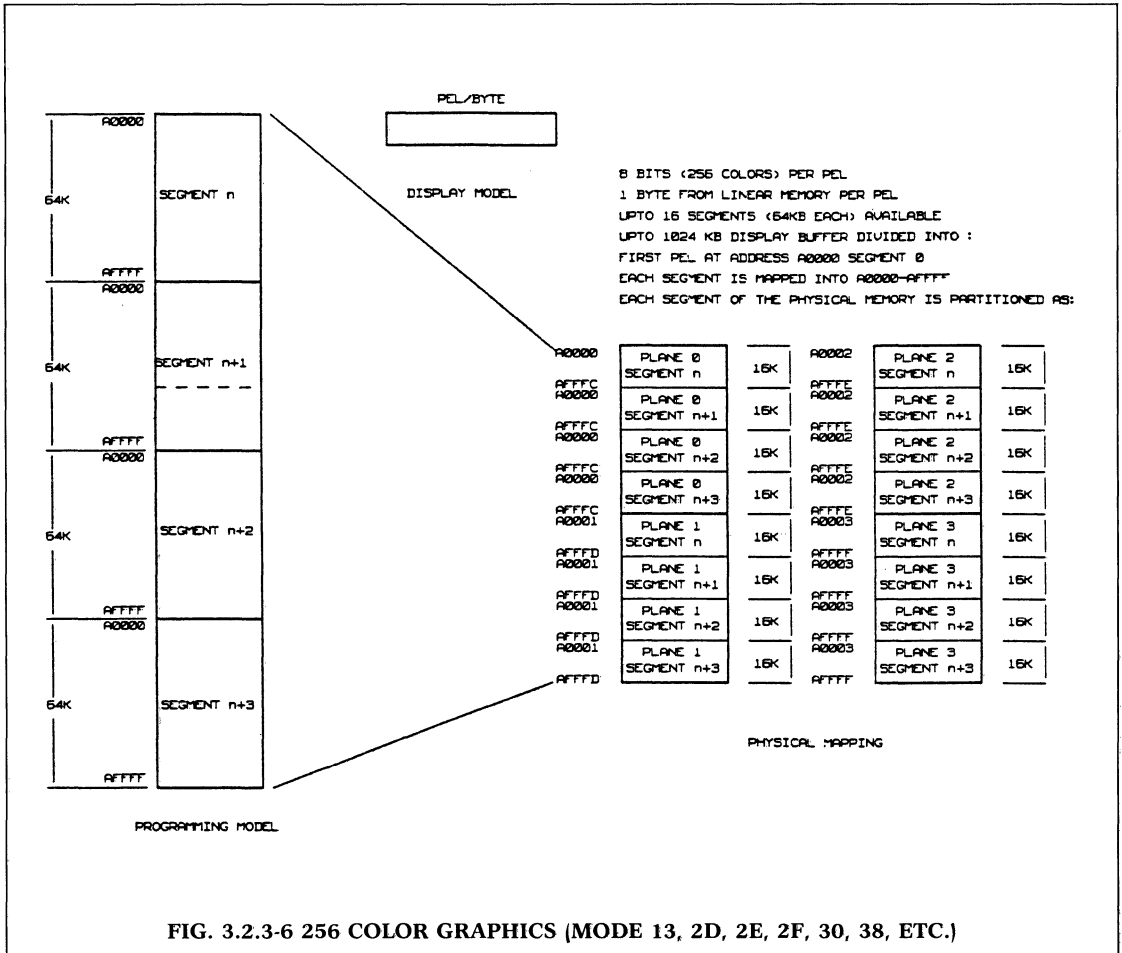 PEL/BYTE
DISPLAY MODEL
8 BITS (256 COLORS) PER PEL
1 BYTE FROM LINEAR MEMORY PER PEL
UPTO 16 SEGMENTS (64KB EACH) AVAILABLE
UPTO 1024 KB DISPLAY BUFFER DIVIDED INTO :
FIRST PEL AT ADDRESS A0000 SEGMENT 0
EACH SEGMENT IS MAPPED INTO A0000-AFFFF
EACH SEGMENT OF THE PHYSICAL MEMORY IS PARTITIONED AS:
A0000
64K
SEGMENT n
AFFFF
A0000
64K
SEGMENT n+1
AFFFF
A0000
64K
SEGMENT n+2
AFFFF
A0000
64K
SEGMENT n+3
AFFFF
PROGRAMMING MODEL
A0000
PLANE 0
SEGMENT n
16K
AFFFC
A0000
PLANE 0
SEGMENT n+1
16K
AFFFC
A0000
PLANE 0
SEGMENT n+2
16K
AFFFC
A0000
PLANE 0
SEGMENT n+3
16K
AFFFC
A0001
PLANE 1
SEGMENT n
16K
AFFFD
A0001
PLANE 1
SEGMENT n+1
16K
AFFFD
A0001
PLANE 1
SEGMENT n+2
16K
AFFFD
A0001
PLANE 1
SEGMENT n+3
16K
AFFFD
A0002
PLANE 2
SEGMENT n
16K
AFFFE
A0002
PLANE 2
SEGMENT n+1
16K
AFFFE
A0002
PLANE 2
SEGMENT n+2
16K
AFFFE
A0002
PLANE 2
SEGMENT n+3
16K
AFFFE
A0003
PLANE 3
SEGMENT n
16K
AFFFF
A0003
PLANE 3
SEGMENT n+1
16K
AFFFF
A0003
PLANE 3
SEGMENT n+2
16K
AFFFF
A0003
PLANE 3
SEGMENT n+3
16K
AFFFF
PHYSICAL MAPPING
FIG. 3.2.3-6 256 COLOR GRAPHICS (MODE 13, 2D, 2E, 2F, 30, 38, ETC.)